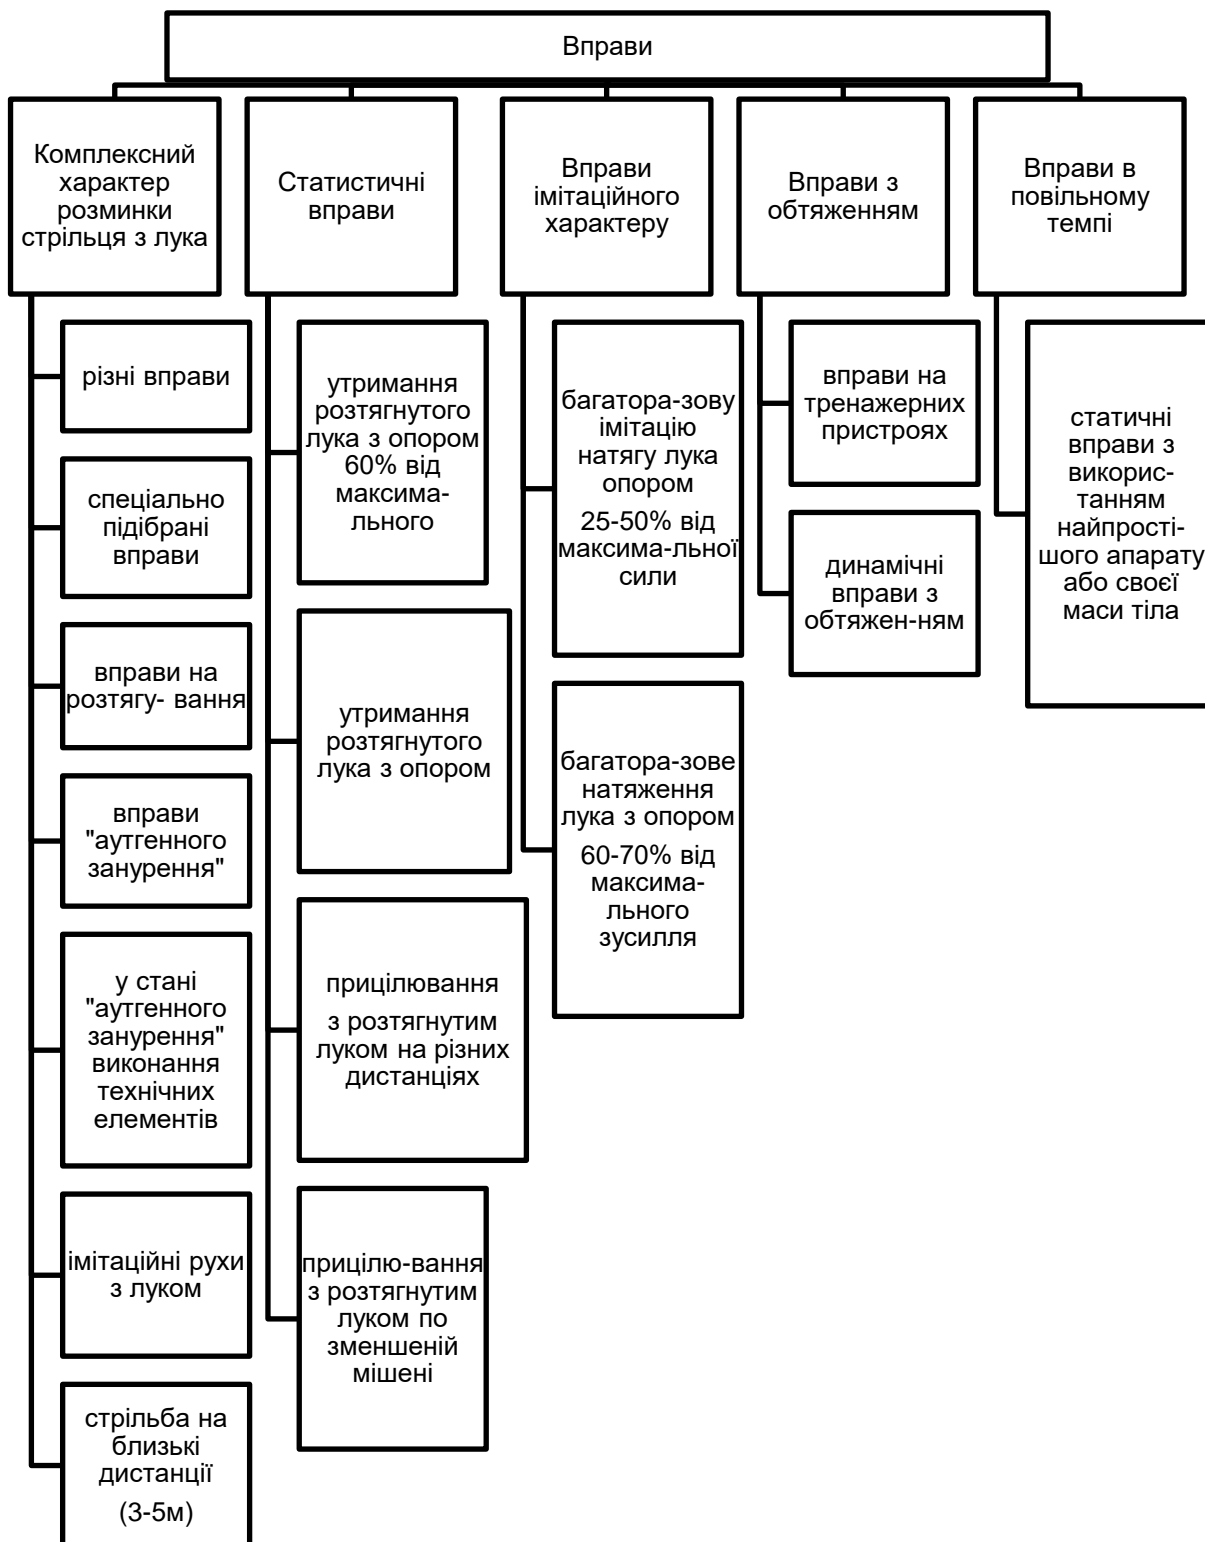 Вправи
Комплексний
характер
розминки
стрільця з лука
різні вправи
спеціально
підібрані
вправи
вправи на
розтягу- вання
вправи
"аутгенного
занурення"
у стані
"аутгенного
занурення"
виконання
технічних
елементів
імітаційні рухи
з луком
стрільба на
близькі
дистанції
(3-5м)
Статистичні
вправи
утримання
розтягнутого
лука з опором
60% від
максима-
льного
утримання
розтягнутого
лука з опором
прицілювання
з розтягнутим
луком на різних
дистанціях
прицілю-вання
з розтягнутим
луком по
зменшеній
мішені
Вправи
імітаційного
характеру
багатора-зову
імітацію
натягу лука
опором
25-50% від
максима-льної
сили
багатора-зове
натяження
лука з опором
60-70% від
максима-
льного
зусилля
Вправи з
обтяженням
вправи на
тренажерних
пристроях
динамічні
вправи з
обтяжен-ням
Вправи в
повільному
темпі
статичні
вправи з
викорис-
танням
найпрості-
шого апарату
або своєї
маси тіла